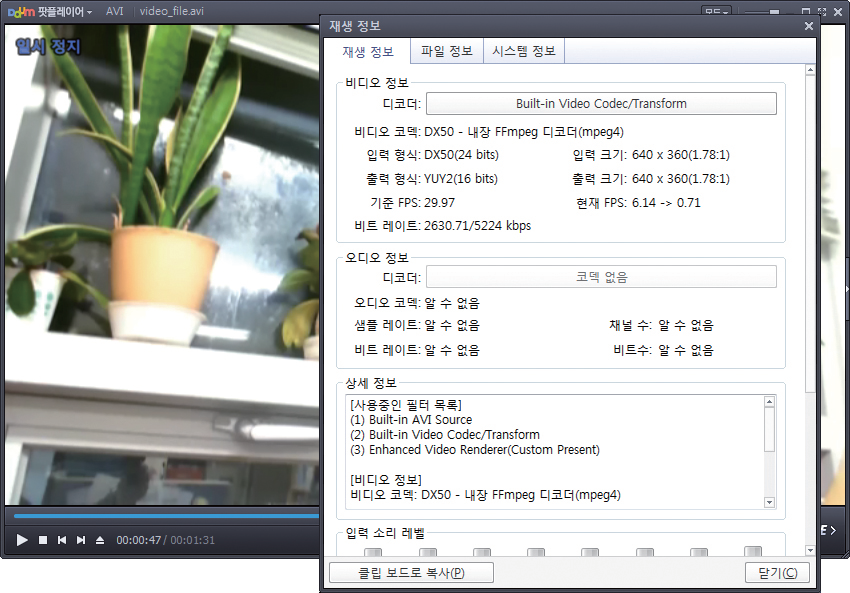 Daum 팟플레이어 AVI video_file.avi
일시 정지
재생 정보
재생 정보 파일 정보 시스템 정보
비디오 정보
디코더: Built-in Video Codec/Transform
비디오 코덱: DX50 - 내장 FFmpeg 디코더(mpeg4)
입력 형식: DX50(24 bits) 입력 크기: 640 x 360(1.78:1)
출력 형식: YUY2(16 bits) 출력 크기: 640 x 360(1.78:1)
기준 FPS: 29.97 현재 FPS: 6.14 -> 0.71
비트 레이트: 2630.71/5224 kbps
오디오 정보
디코더: 코덱 없음
오디오 코덱: 알 수 없음
샘플 레이트: 알 수 없음 채널 수: 알 수 없음
비트 레이트: 알 수 없음 비트수: 알 수 없음
상세 정보
[사용중인 필터 목록]
(1) Built-in AVI Source
(2) Built-in Video Codec/Transform
(3) Enhanced Video Renderer(Custom Present)
[비디오 정보]
비디오 코덱: DX50 - 내장 FFmpeg 디코더(mpeg4)
입력 소리 레벨
00:00:47 / 00:01:31
클립 보드로 복사(P) 닫기(C)